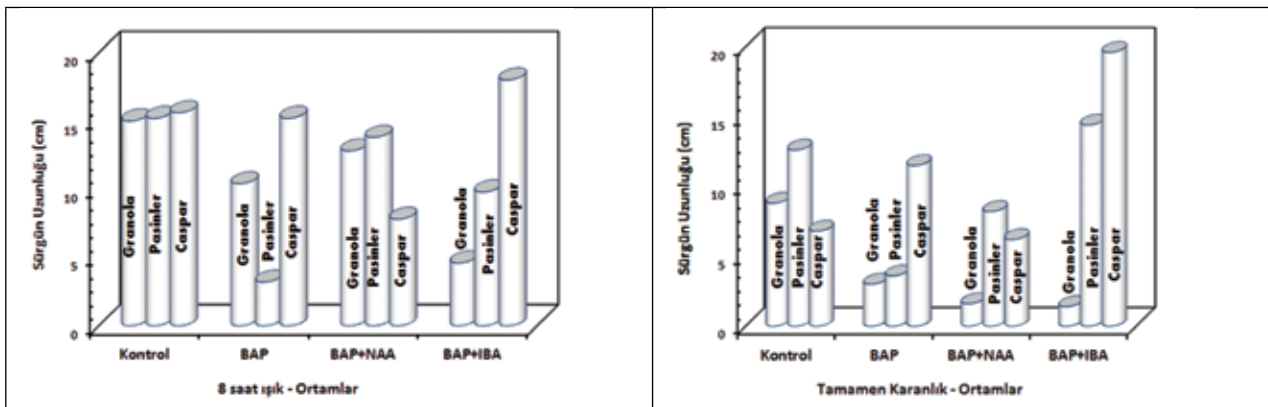 Sürgün Uzunluğu (cm)
20
15
10
5
0
Granola
Pasinler
Caspar
Granola
Pasinler
Caspar
Granola
Pasinler
Caspar
Granola
Pasinler
Caspar
Kontrol BAP BAP+NAA BAP+IBA
8 saat ışık - Ortamlar
Sürgün Uzunluğu (cm)
20
15
10
5
0
Granola
Pasinler
Caspar
Granola
Pasinler
Caspar
Granola
Pasinler
Caspar
Granola
Pasinler
Caspar
Kontrol BAP BAP+NAA BAP+IBA
Tamamen Karanlık - Ortamlar